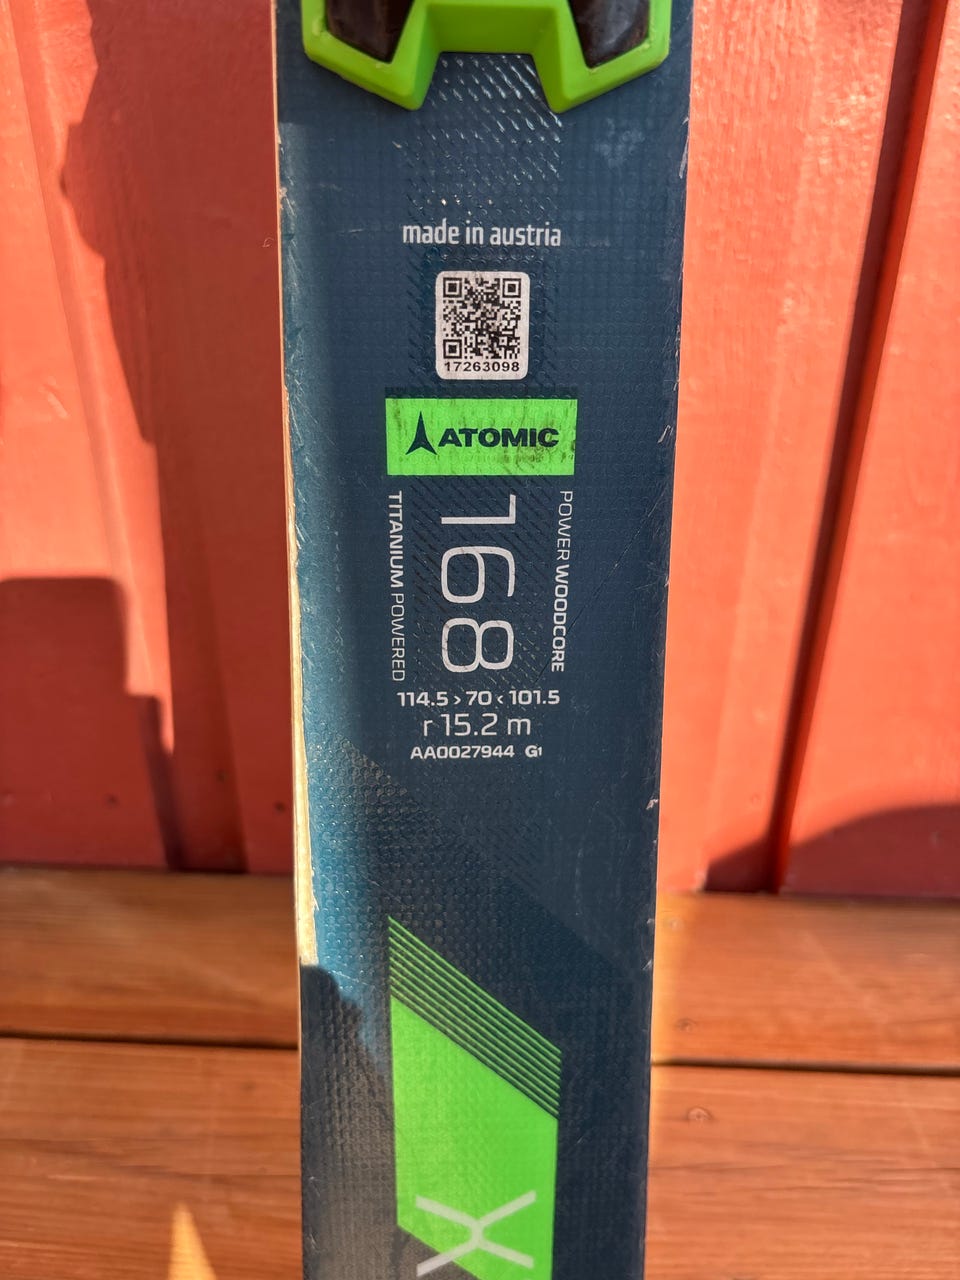 made in austria
17263098
ATOMIC
TITANIUM POWERED
168
POWER WOODCORE
114.5 › 70 ‹ 101.5
r 15.2 m
AA0027944 G1
X